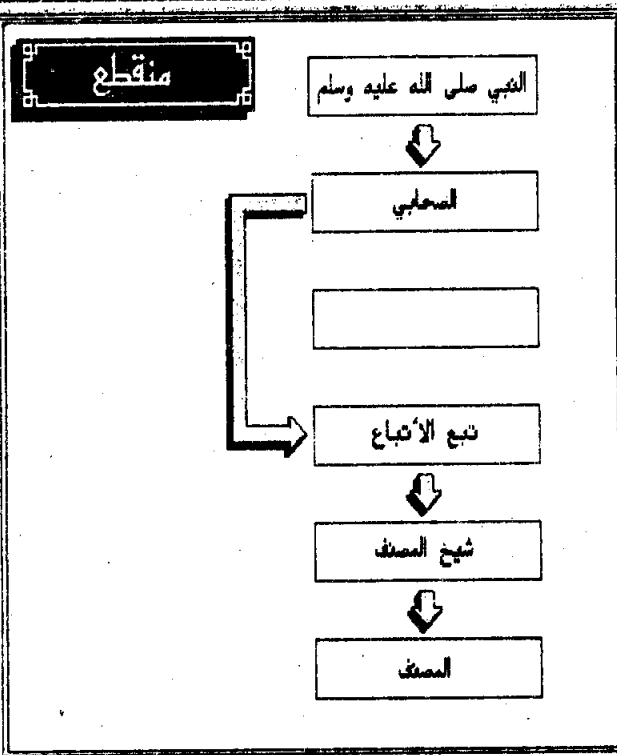 منقطع
النبي صلى الله عليه وسلم
الصحابي
تبع الأتباع
شيخ المصنف
المصنف